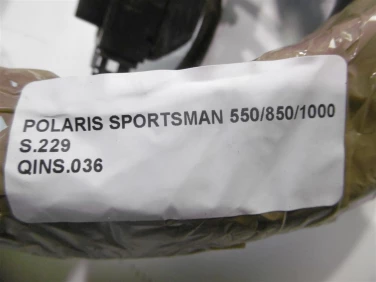 POLARIS SPORTSMAN 550/850/1000
S.229
QINS.036